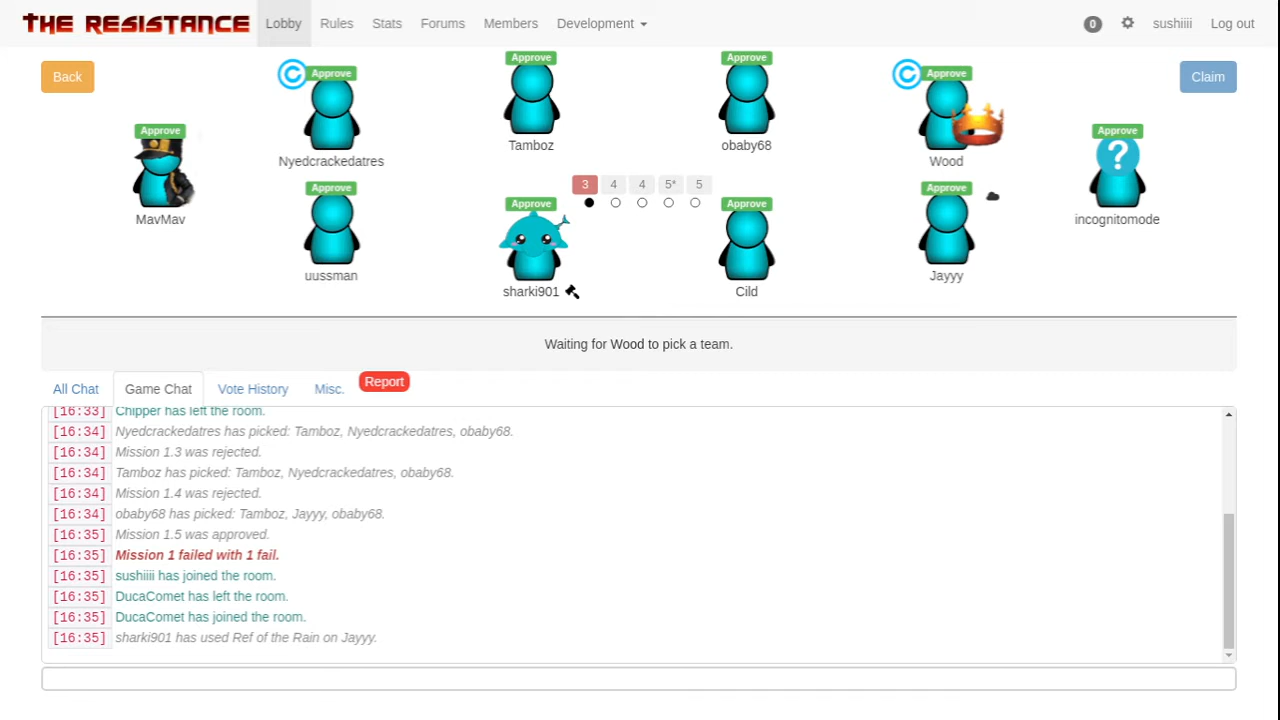 THE RESISTANCE Lobby Rules Stats Forums Members Development 0 sushiiii Log out
Back Claim
Approve Approve Approve Approve Approve Approve
MavMav Nyedcrackedatres Tamboz obaby68 Wood ? incognitomode
3 4 4 5* 5
Approve Approve Approve Approve
uussman sharki901 Cild Jayyy
Waiting for Wood to pick a team.
All Chat Game Chat Vote History Misc. Report
[16:33] Chipper has left the room.
[16:34] Nyedcrackedatres has picked: Tamboz, Nyedcrackedatres, obaby68.
[16:34] Mission 1.3 was rejected.
[16:34] Tamboz has picked: Tamboz, Nyedcrackedatres, obaby68.
[16:34] Mission 1.4 was rejected.
[16:34] obaby68 has picked: Tamboz, Jayyy, obaby68.
[16:35] Mission 1.5 was approved.
[16:35] Mission 1 failed with 1 fail.
[16:35] sushiiii has joined the room.
[16:35] DucaComet has left the room.
[16:35] DucaComet has joined the room.
[16:35] sharki901 has used Ref of the Rain on Jayyy.